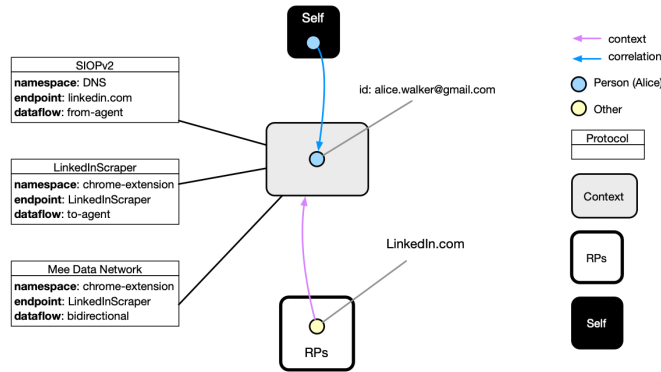 Self
SIOPv2
namespace: DNS
endpoint: linkedin.com
dataflow: from-agent
id: alice.walker@gmail.com
LinkedInScraper
namespace: chrome-extension
endpoint: LinkedInScraper
dataflow: to-agent
Mee Data Network
namespace: chrome-extension
endpoint: LinkedInScraper
dataflow: bidirectional
LinkedIn.com
RPs
context
correlation
Person (Alice)
Other
Protocol
Context
RPs
Self